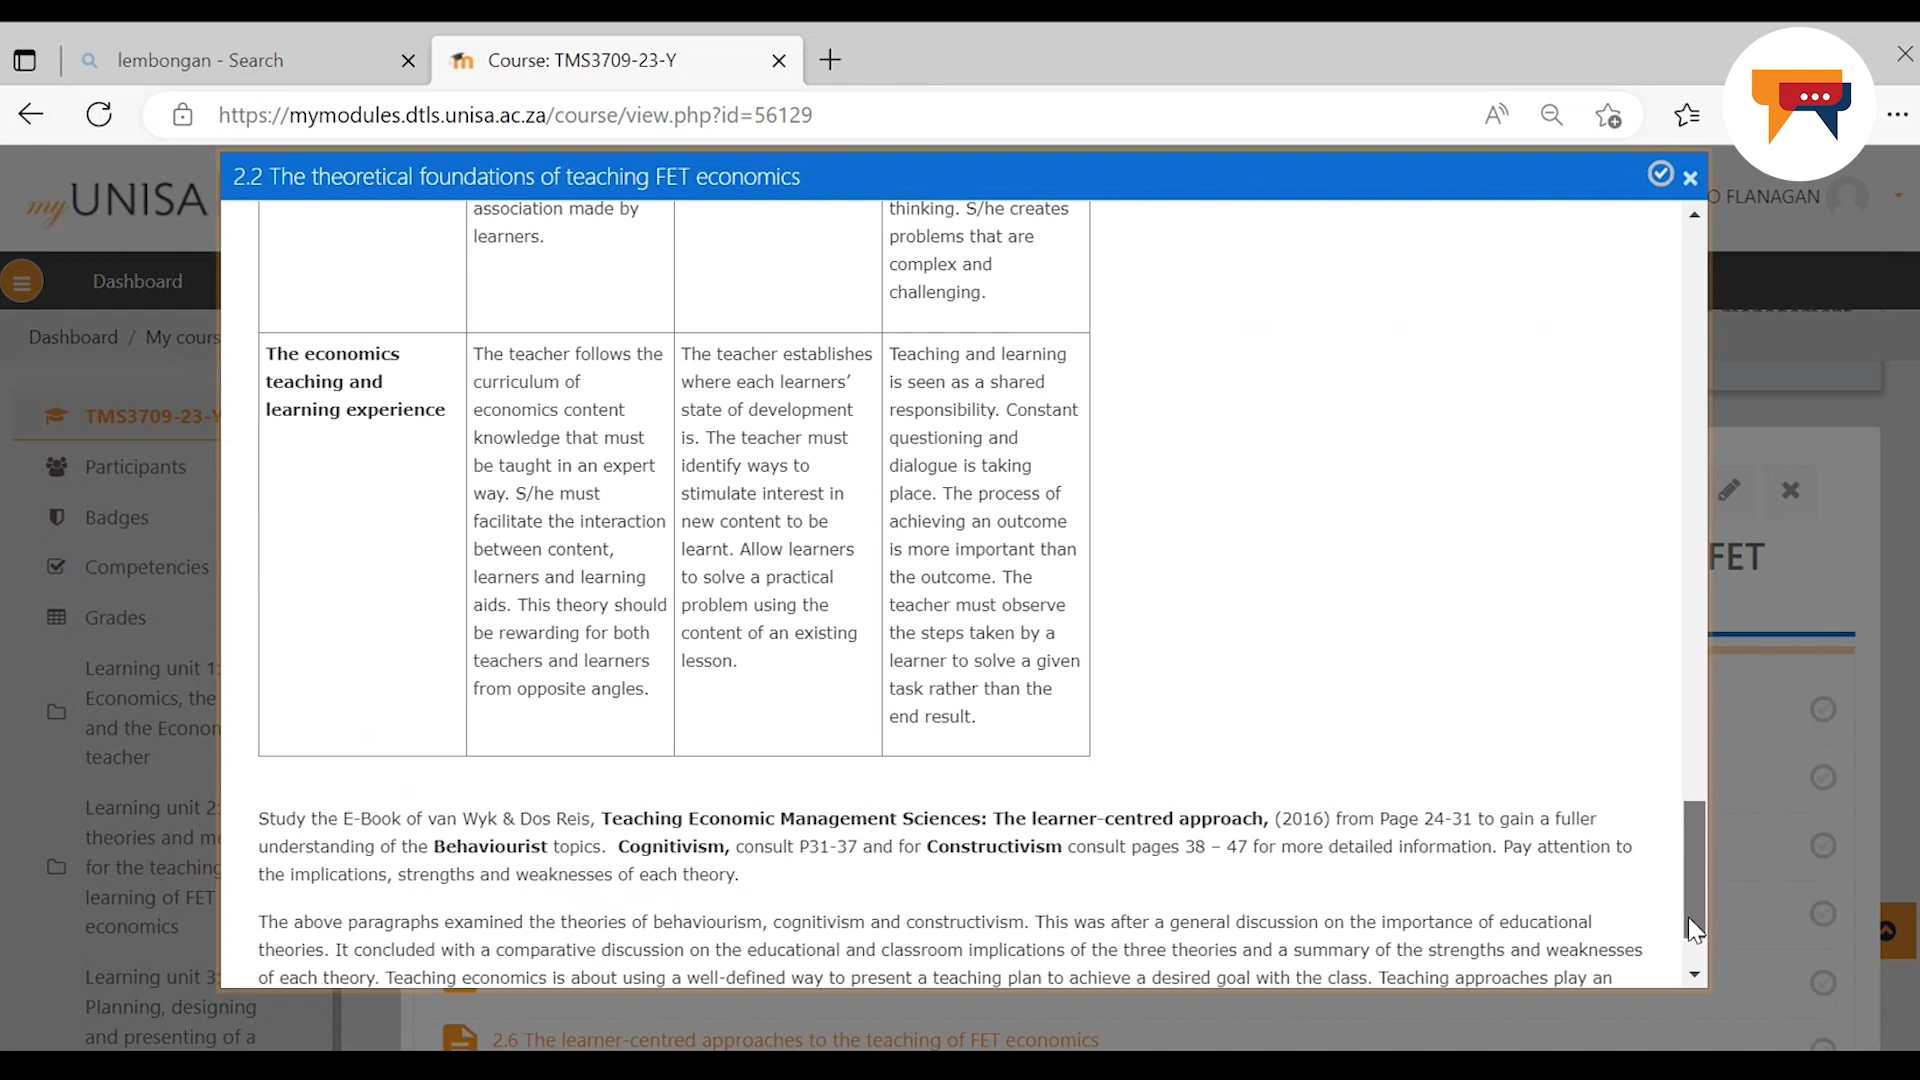 lembongan - Search
Course: TMS3709-23-Y
https://mymodules.dtls.unisa.ac.za/course/view.php?id=56129
2.2 The theoretical foundations of teaching FET economics
my UNISA
O FLANAGAN
Dashboard
Dashboard / My cours
TMS3709-23-Y
Participants
Badges
Competencies
Grades
Learning unit 1:
Economics, the
and the Econom
teacher
Learning unit 2:
theories and me
for the teaching
learning of FET
economics
Learning unit 3:
Planning, designing
and presenting of a
association made by
learners.
thinking. S/he creates
problems that are
complex and
challenging.
The economics
teaching and
learning experience
The teacher follows the
curriculum of
economics content
knowledge that must
be taught in an expert
way. S/he must
facilitate the interaction
between content,
learners and learning
aids. This theory should
be rewarding for both
teachers and learners
from opposite angles.
The teacher establishes
where each learners’
state of development
is. The teacher must
identify ways to
stimulate interest in
new content to be
learnt. Allow learners
to solve a practical
problem using the
content of an existing
lesson.
Teaching and learning
is seen as a shared
responsibility. Constant
questioning and
dialogue is taking
place. The process of
achieving an outcome
is more important than
the outcome. The
teacher must observe
the steps taken by a
learner to solve a given
task rather than the
end result.
FET
Study the E-Book of van Wyk & Dos Reis, Teaching Economic Management Sciences: The learner-centred approach, (2016) from Page 24-31 to gain a fuller
understanding of the Behaviourist topics. Cognitivism, consult P31-37 and for Constructivism consult pages 38 – 47 for more detailed information. Pay attention to
the implications, strengths and weaknesses of each theory.
The above paragraphs examined the theories of behaviourism, cognitivism and constructivism. This was after a general discussion on the importance of educational
theories. It concluded with a comparative discussion on the educational and classroom implications of the three theories and a summary of the strengths and weaknesses
of each theory. Teaching economics is about using a well-defined way to present a teaching plan to achieve a desired goal with the class. Teaching approaches play an
2.6 The learner-centred approaches to the teaching of FET economics